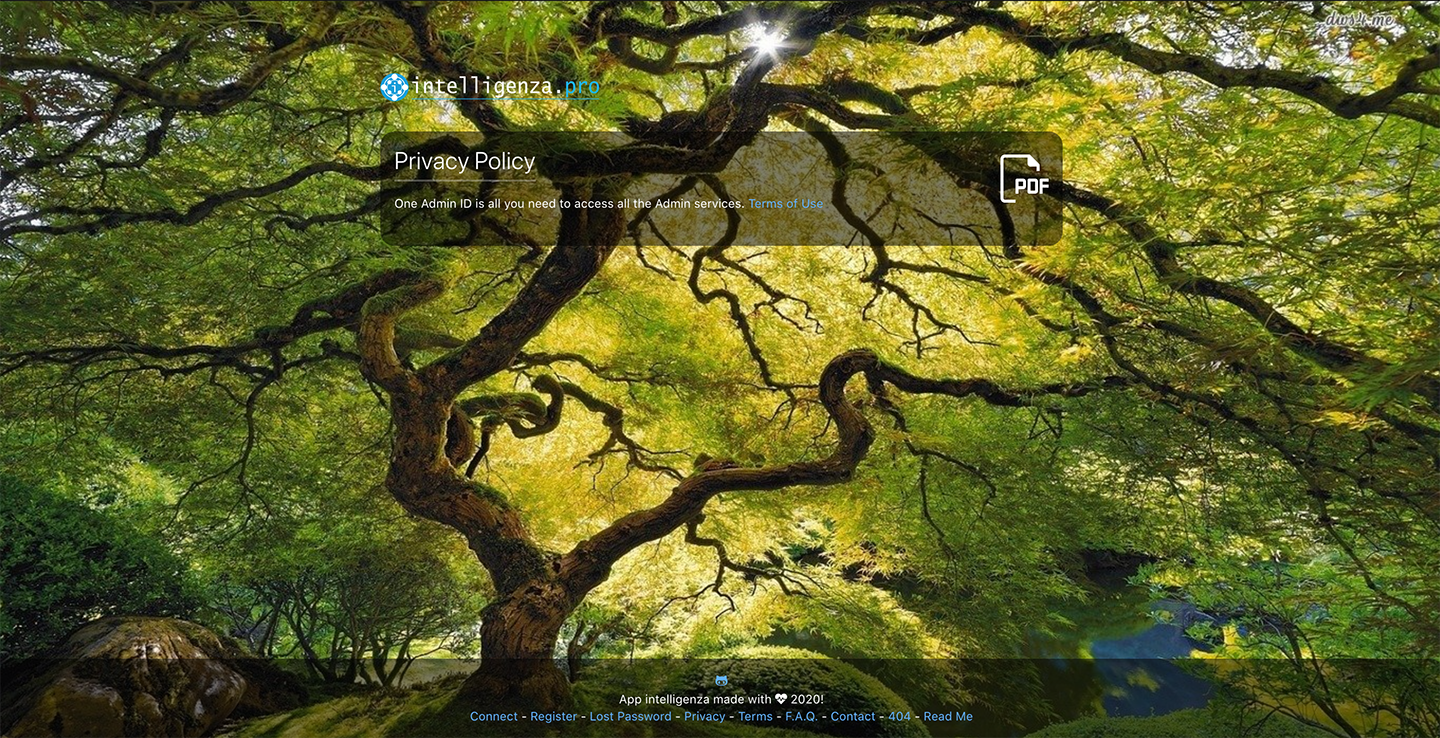 dws4.me
intelligenza.pro
Privacy Policy
One Admin ID is all you need to access all the Admin services. Terms of Use
PDF
App intelligenza made with 2020!
Connect - Register - Lost Password - Privacy - Terms - F.A.Q. - Contact - 404 - Read Me